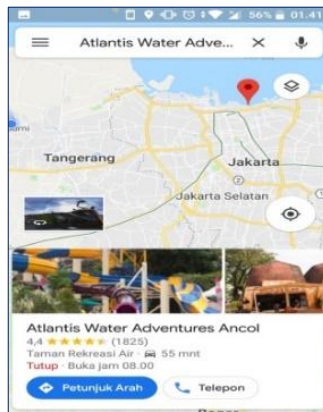 56% 01.41
Atlantis Water Adve...
Tangerang
Jakarta
2
Jakarta Selatan
Atlantis Water Adventures Ancol
4,4 (1825)
Taman Rekreasi Air · 55 mnt
Tutup · Buka jam 08.00
Petunjuk Arah
Telepon